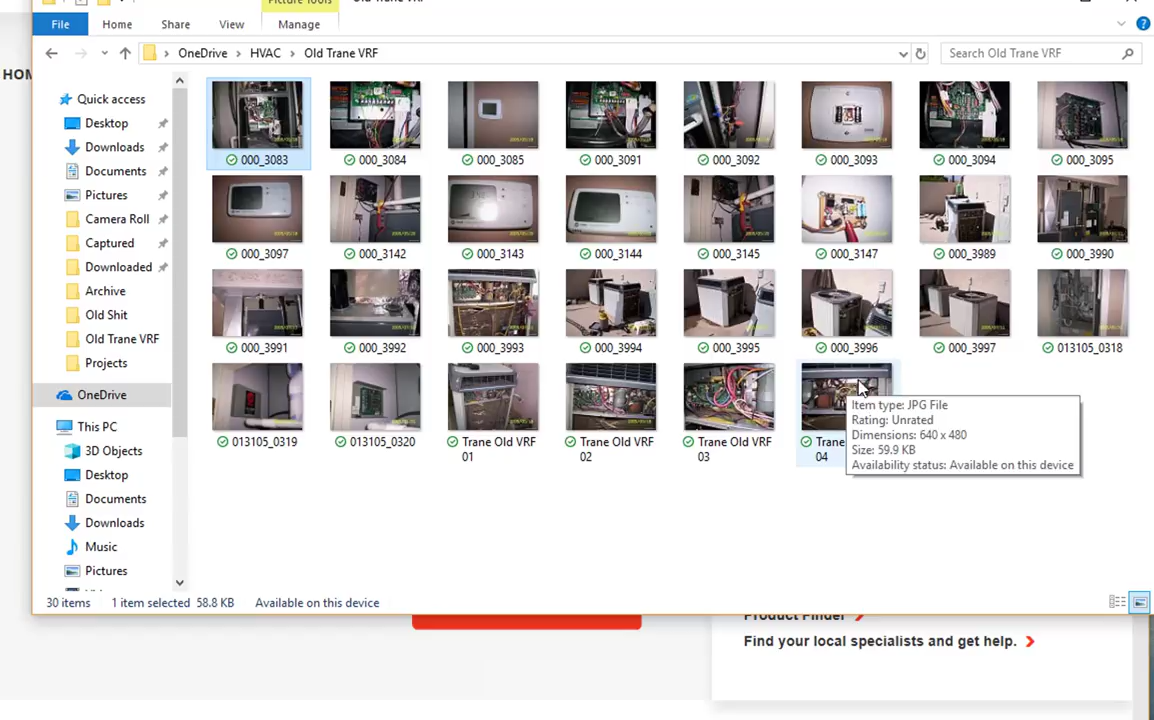 Picture Tools
Old Trane VRF
File
Home
Share
View
Manage
OneDrive > HVAC > Old Trane VRF
Search Old Trane VRF
HOM
Quick access
Desktop
Downloads
Documents
Pictures
Camera Roll
Captured
Downloaded
Archive
Old Shit
Old Trane VRF
Projects
OneDrive
This PC
3D Objects
Desktop
Documents
Downloads
Music
Pictures
000_3083 000_3084 000_3085 000_3091 000_3092 000_3093 000_3094 000_3095
000_3097 000_3142 000_3143 000_3144 000_3145 000_3147 000_3989 000_3990
000_3991 000_3992 000_3993 000_3994 000_3995 000_3996 000_3997 013105_0318
013105_0319 013105_0320 Trane Old VRF 01 Trane Old VRF 02 Trane Old VRF 03 Trane
04
Item type: JPG File
Rating: Unrated
Dimensions: 640 x 480
Size: 59.9 KB
Availability status: Available on this device
30 items 1 item selected 58.8 KB Available on this device
Product Finder
Find your local specialists and get help.